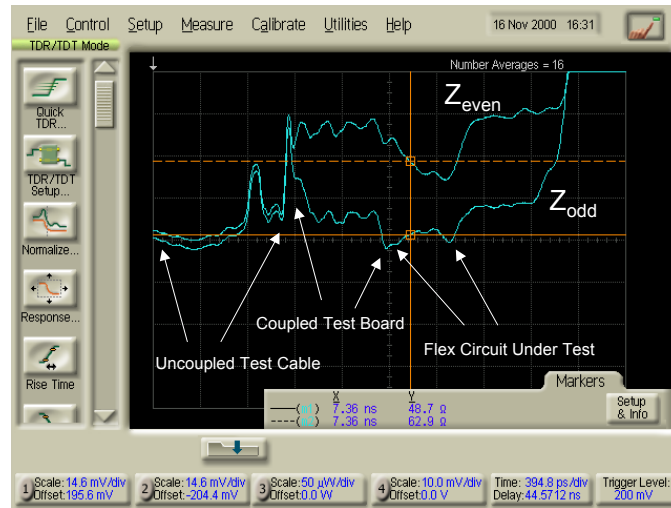 File Control Setup Measure Calibrate Utilities Help 16 Nov 2000 16:31
TDR/TDT Mode
Number Averages = 16
Quick
TDR...
TDR/TDT
Setup...
Normalize...
Response...
Rise Time
Zeven
Zodd
Coupled Test Board
Flex Circuit Under Test
Uncoupled Test Cable
Markers
X Y
7.36 ns 48.7 Ω
7.36 ns 62.9 Ω
Setup
& Info
1 Scale:14.6 mV/div
Offset:195.6 mV
2 Scale:14.6 mV/div
Offset:-204.4 mV
3 Scale:50 µW/div
Offset:0.0 W
4 Scale:10.0 mV/div
Offset:0.0 V
Time: 394.8 ps/div
Delay:44.5712 ns
Trigger Level:
200 mV